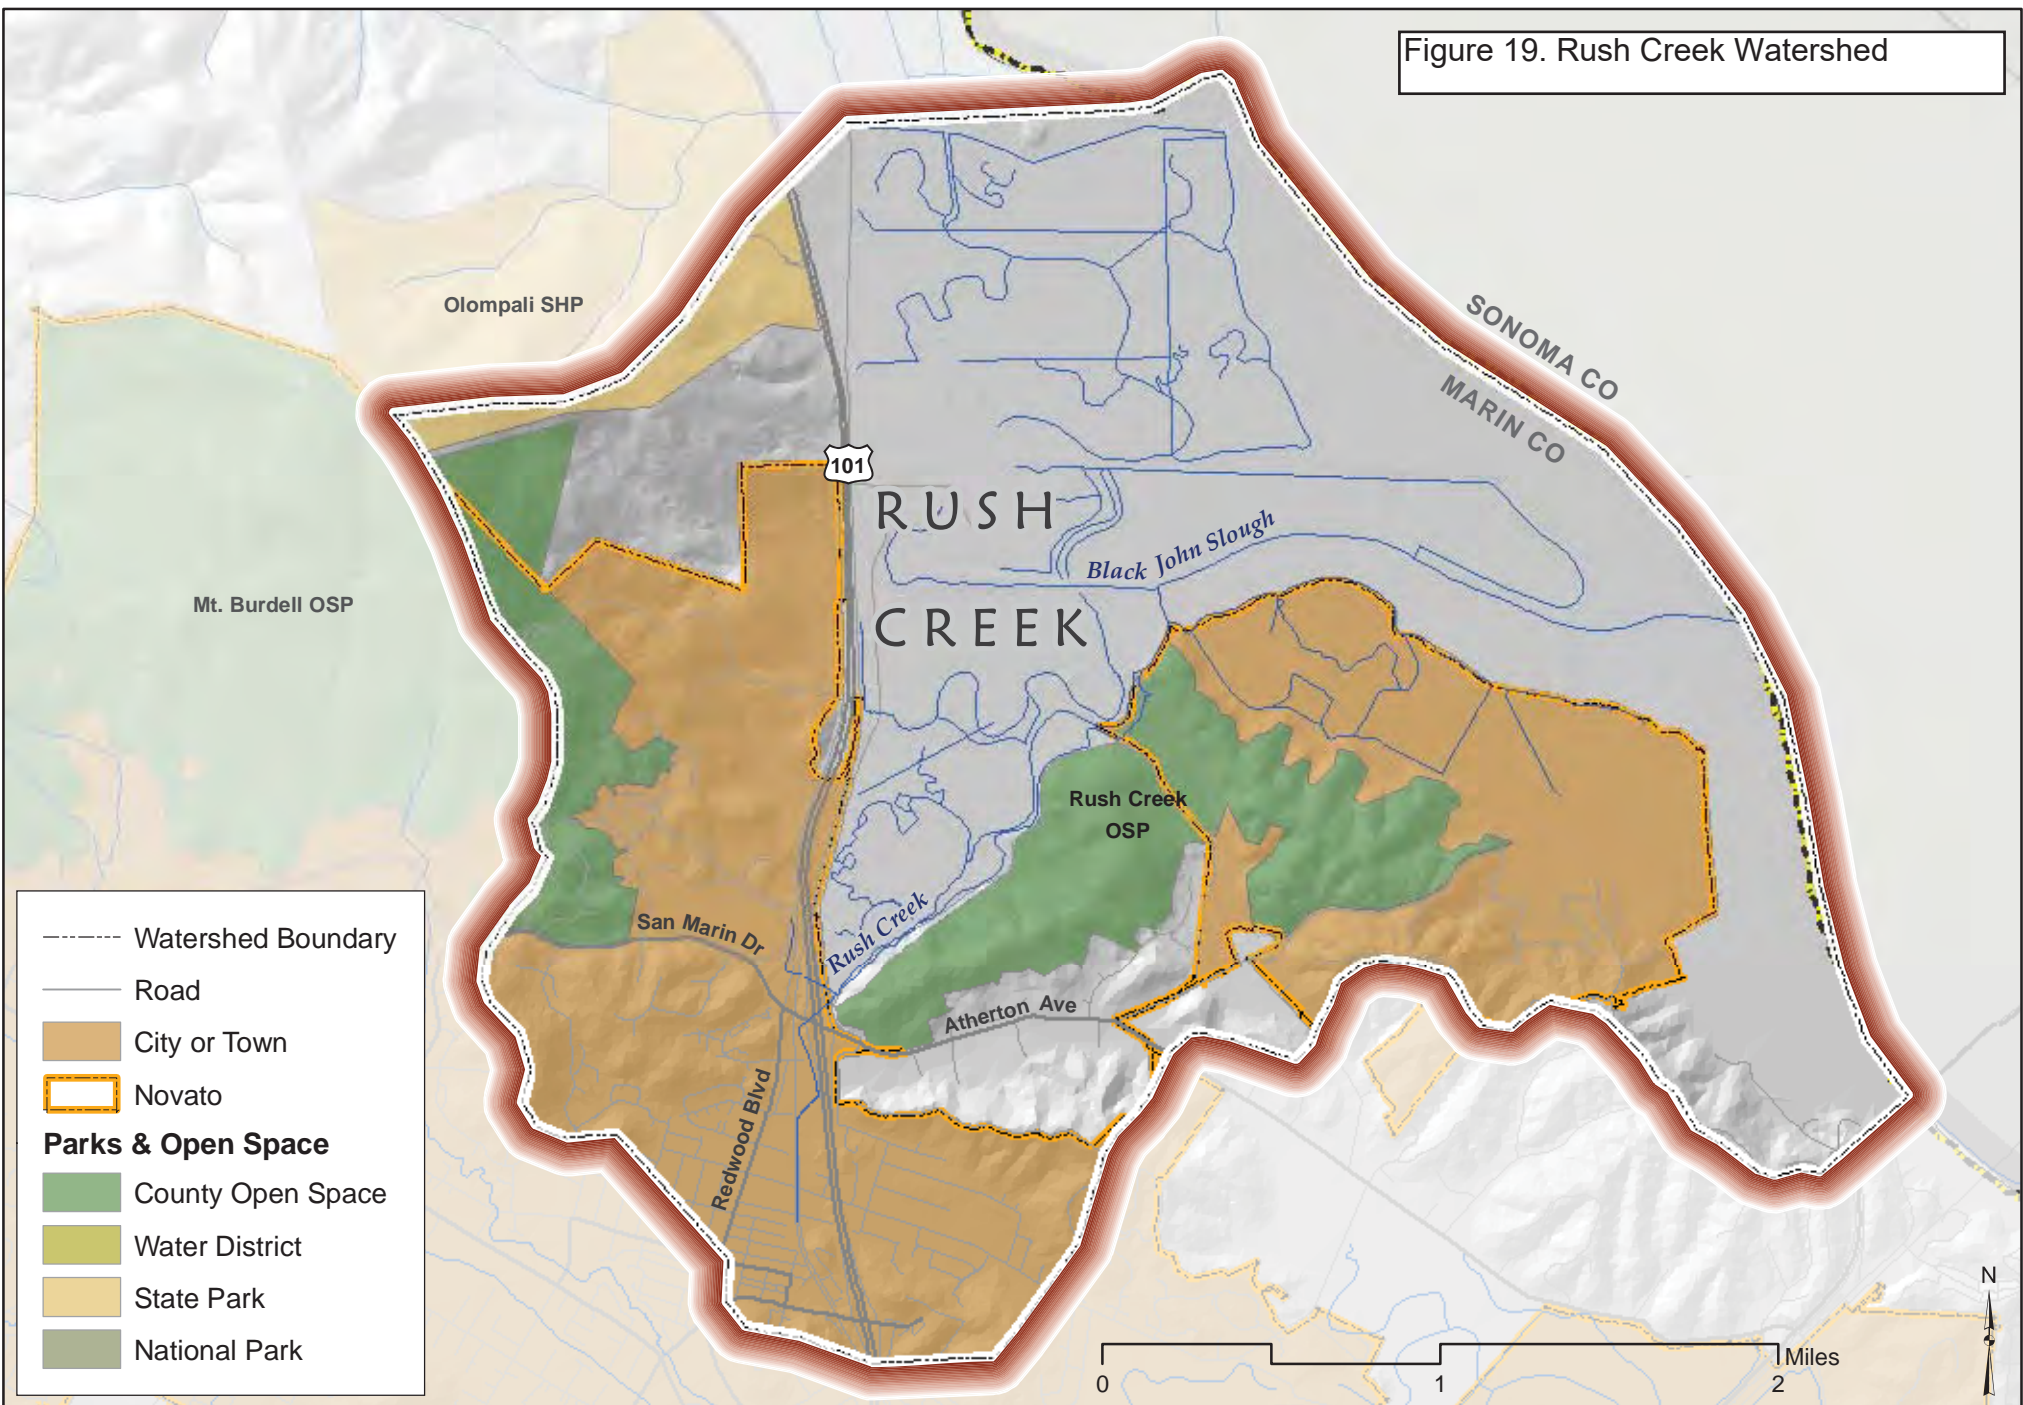 Figure 19. Rush Creek Watershed
Olompali SHP
SONOMA CO
MARIN CO
101
RUSH
CREEK
Black John Slough
Mt. Burdell OSP
Rush Creek
OSP
San Marin Dr
Rush Creek
Atherton Ave
Redwood Blvd
Watershed Boundary
Road
City or Town
Novato
Parks & Open Space
County Open Space
Water District
State Park
National Park
N
Miles
0 1 2